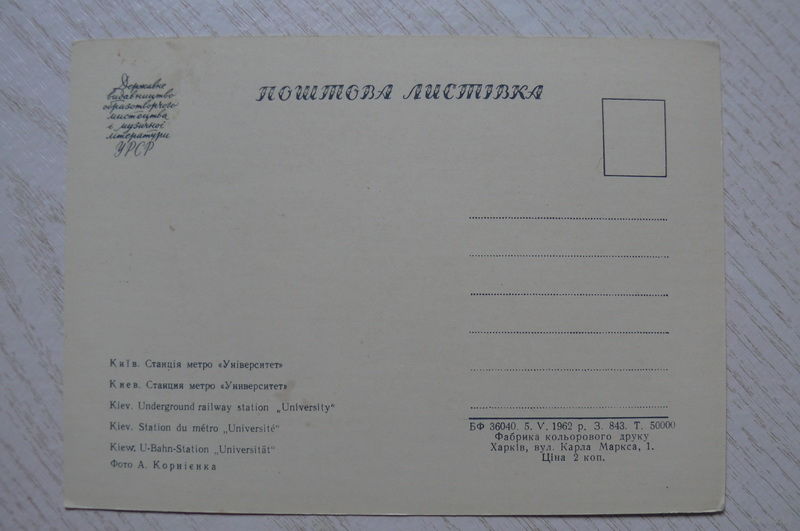 Державне
видавництво
образотворчого
мистецтва
і музичної
літератури
УРСР
ПОШТОВА ЛИСТІВКА
Київ. Станція метро «Університет»
Киев. Станция метро «Университет»
Kiev. Underground railway station „University”
Kiev. Station du métro „Université”
Kiew. U-Bahn-Station „Universität”
Фото А. Корнієнка
БФ 36040. 5. V. 1962 р. З. 843. Т. 50000
Фабрика кольорового друку
Харків, вул. Карла Маркса, 1.
Ціна 2 коп.